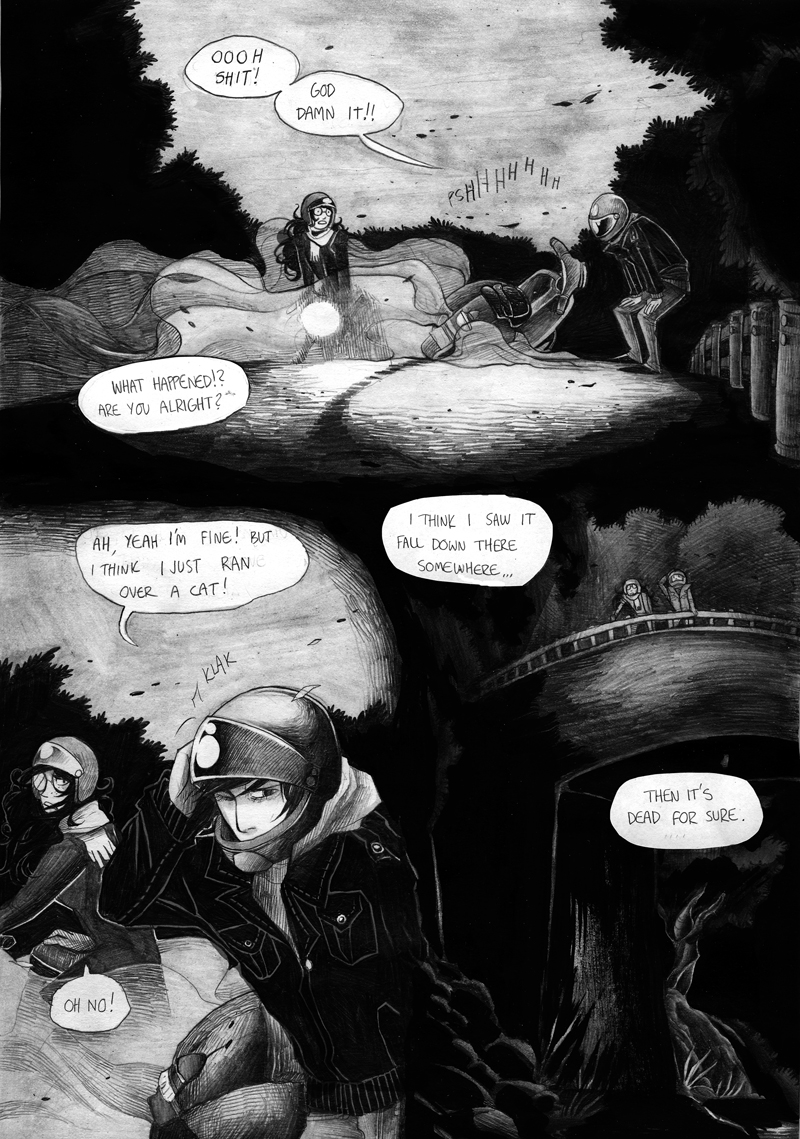 OOOH
SHIT!
GOD
DAMN IT!!
PSHHHHHHHH
WHAT HAPPENED!?
ARE YOU ALRIGHT?
AH, YEAH I'M FINE! BUT
I THINK I JUST RAN
OVER A CAT!
KLAK
OH NO!
I THINK I SAW IT
FALL DOWN THERE
SOMEWHERE...
THEN IT'S
DEAD FOR SURE.